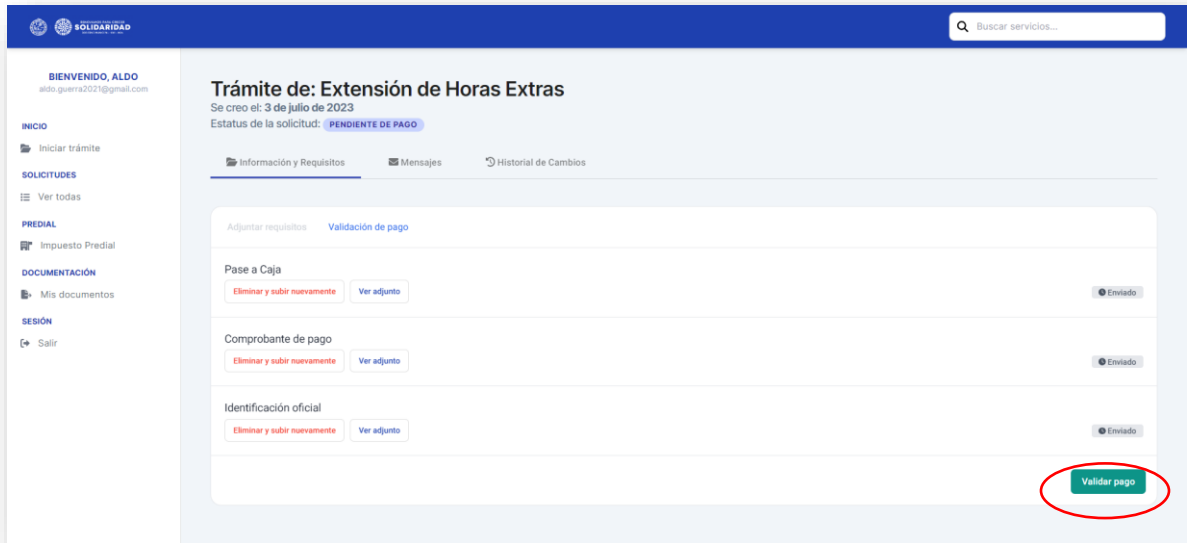 SOLIDARIDAD
Buscar servicios...
BIENVENIDO, ALDO
aldo.guerra2021@gmail.com
INICIO
Iniciar trámite
SOLICITUDES
Ver todas
PREDIAL
Impuesto Predial
DOCUMENTACIÓN
Mis documentos
SESIÓN
Salir
Trámite de: Extensión de Horas Extras
Se creo el: 3 de julio de 2023
Estatus de la solicitud: PENDIENTE DE PAGO
Información y Requisitos Mensajes Historial de Cambios
Adjuntar requisitos Validación de pago
Pase a Caja
Eliminar y subir nuevamente Ver adjunto Enviado
Comprobante de pago
Eliminar y subir nuevamente Ver adjunto Enviado
Identificación oficial
Eliminar y subir nuevamente Ver adjunto Enviado
Validar pago